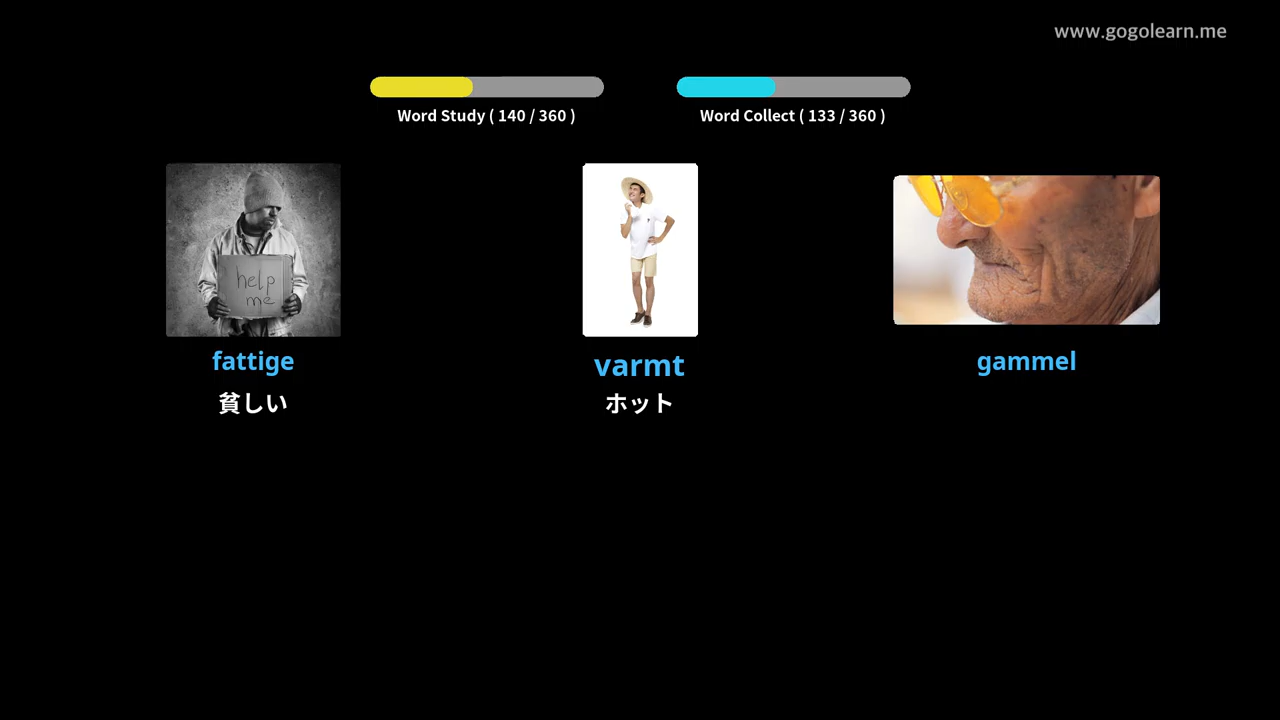 www.gogolearn.me
Word Study ( 140 / 360 )
Word Collect ( 133 / 360 )
help
me
fattige
varmt
gammel
貧しい
ホット